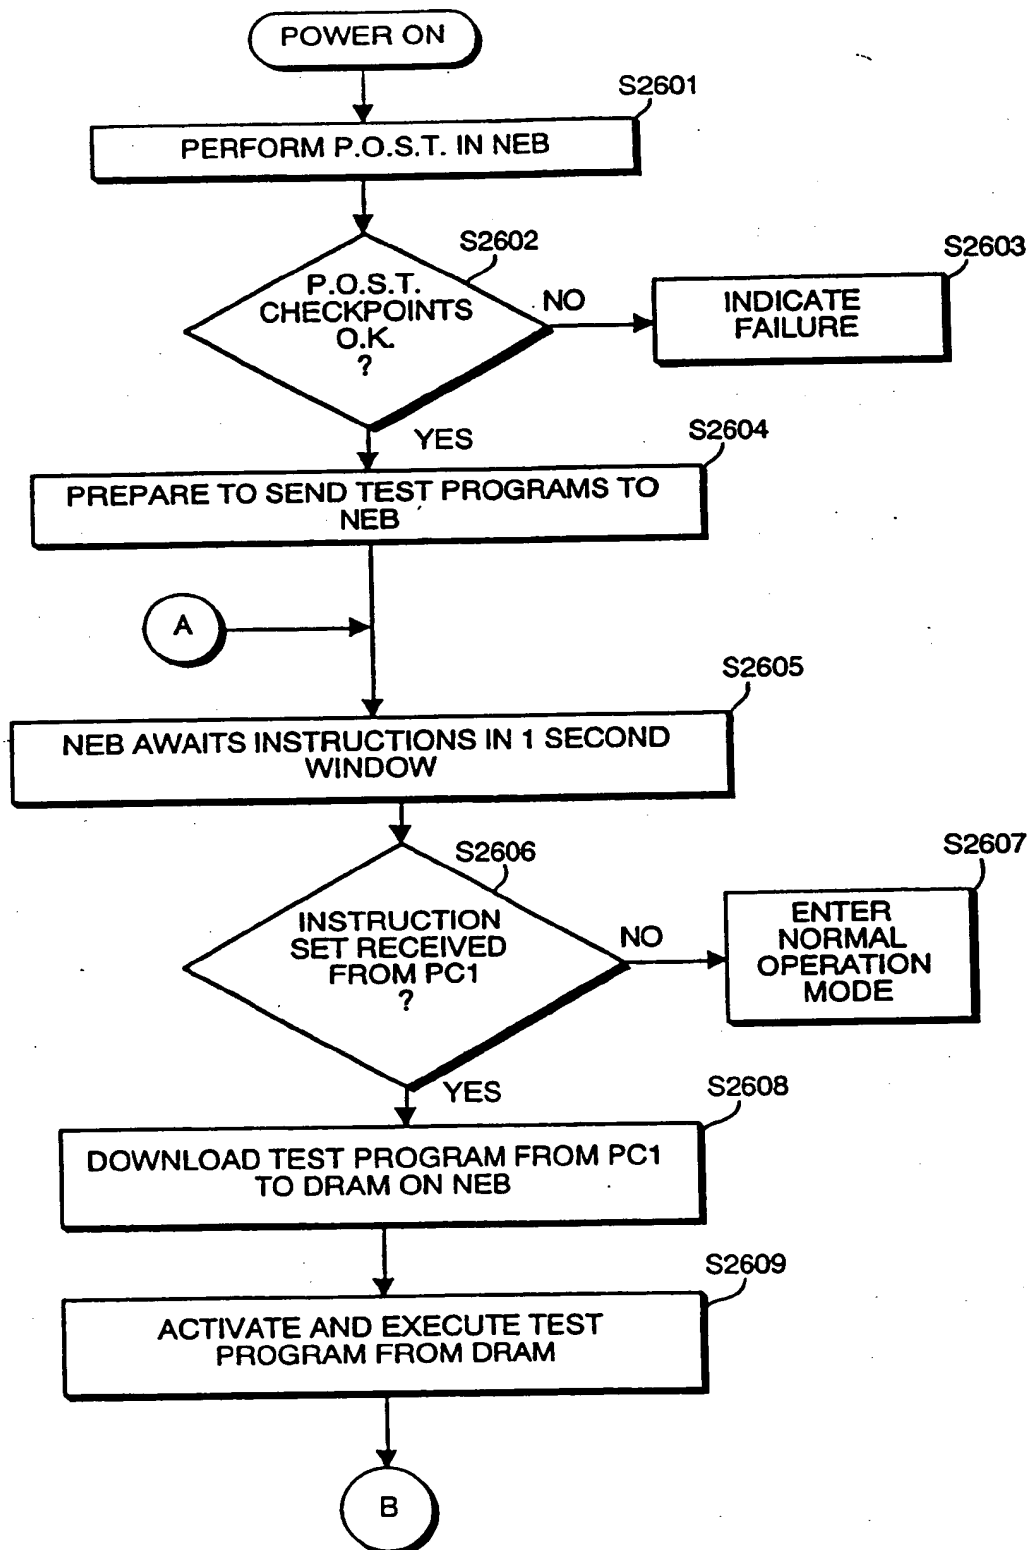 POWER ON
S2601
PERFORM P.O.S.T. IN NEB
S2602
P.O.S.T.
CHECKPOINTS
O.K.
?
NO
S2603
INDICATE
FAILURE
YES
S2604
PREPARE TO SEND TEST PROGRAMS TO
NEB
A
S2605
NEB AWAITS INSTRUCTIONS IN 1 SECOND
WINDOW
S2606
INSTRUCTION
SET RECEIVED
FROM PC1
?
NO
S2607
ENTER
NORMAL
OPERATION
MODE
YES
S2608
DOWNLOAD TEST PROGRAM FROM PC1
TO DRAM ON NEB
S2609
ACTIVATE AND EXECUTE TEST
PROGRAM FROM DRAM
B